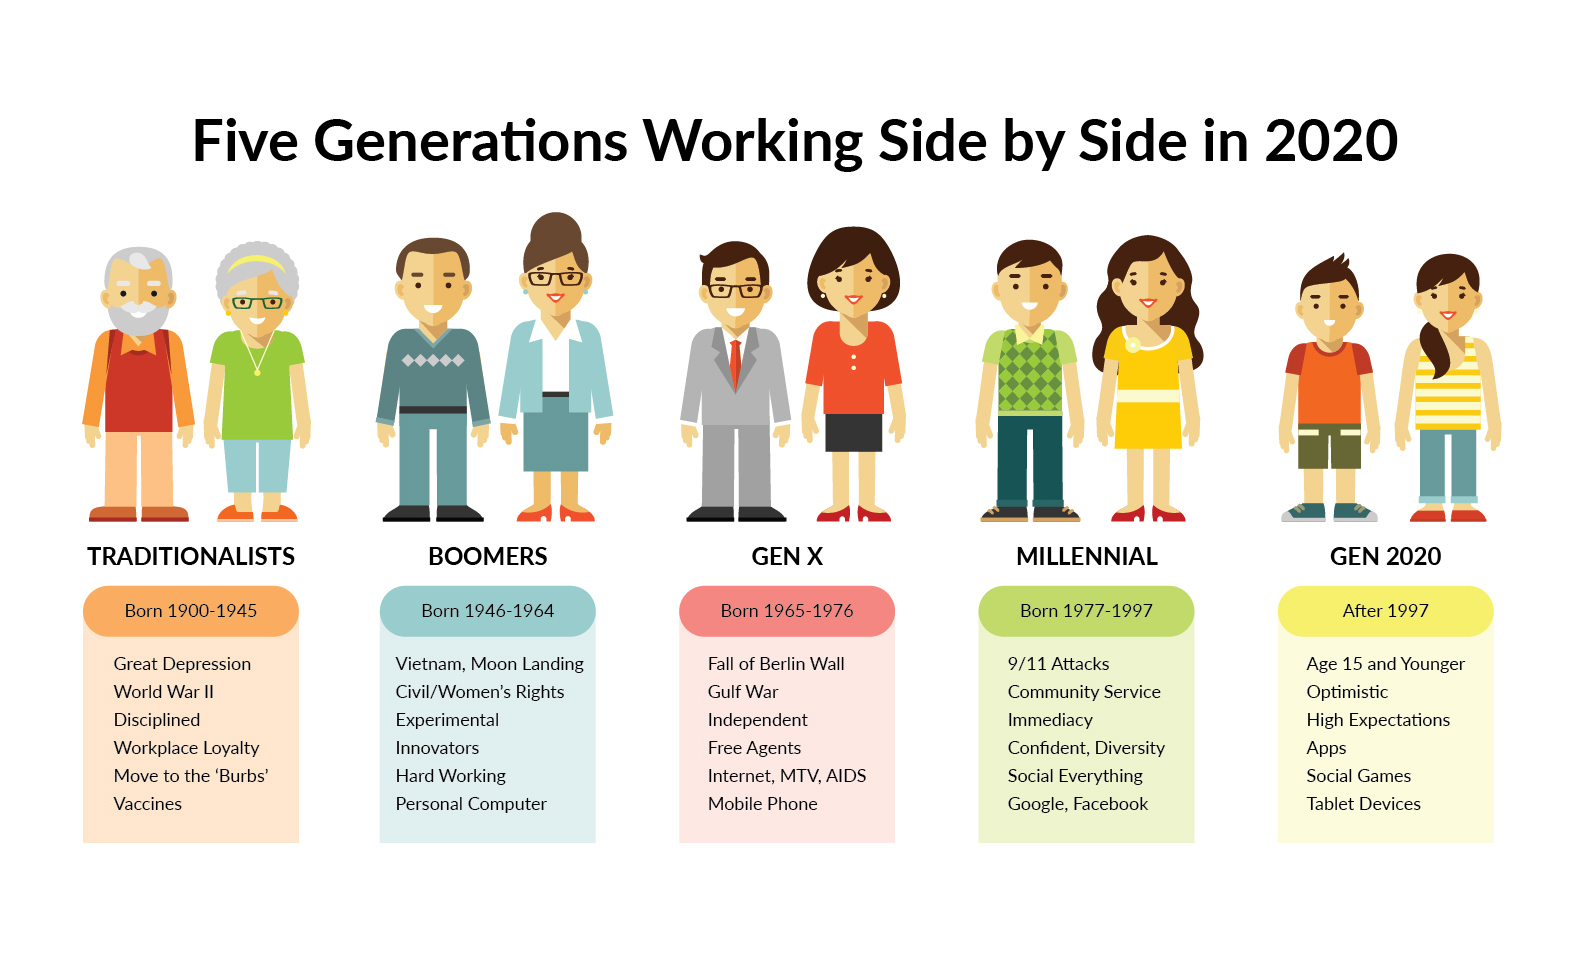 Five Generations Working Side by Side in 2020
TRADITIONALISTS
Born 1900-1945
Great Depression
World War II
Disciplined
Workplace Loyalty
Move to the ‘Burbs’
Vaccines
BOOMERS
Born 1946-1964
Vietnam, Moon Landing
Civil/Women’s Rights
Experimental
Innovators
Hard Working
Personal Computer
GEN X
Born 1965-1976
Fall of Berlin Wall
Gulf War
Independent
Free Agents
Internet, MTV, AIDS
Mobile Phone
MILLENNIAL
Born 1977-1997
9/11 Attacks
Community Service
Immediacy
Confident, Diversity
Social Everything
Google, Facebook
GEN 2020
After 1997
Age 15 and Younger
Optimistic
High Expectations
Apps
Social Games
Tablet Devices